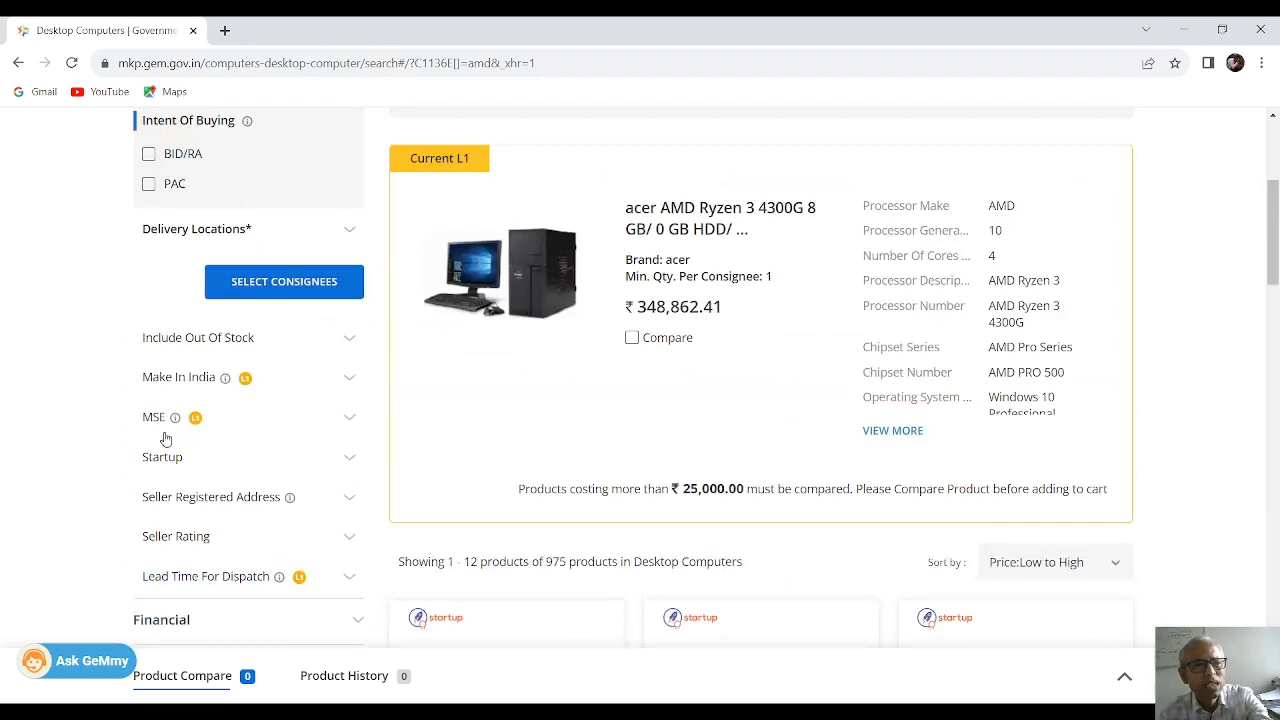 Desktop Computers | Governme
mkp.gem.gov.in/computers-desktop-computer/search#/?C1136E[]=amd&_xhr=1
Gmail YouTube Maps
Intent Of Buying
BID/RA
PAC
Delivery Locations*
SELECT CONSIGNEES
Include Out Of Stock
Make In India L1
MSE L1
Startup
Seller Registered Address
Seller Rating
Lead Time For Dispatch L1
Financial
Current L1
acer AMD Ryzen 3 4300G 8
GB/ 0 GB HDD/ ...
Brand: acer
Min. Qty. Per Consignee: 1
₹ 348,862.41
Compare
Processor Make AMD
Processor Genera... 10
Number Of Cores ... 4
Processor Descrip... AMD Ryzen 3
Processor Number AMD Ryzen 3
4300G
Chipset Series AMD Pro Series
Chipset Number AMD PRO 500
Operating System ... Windows 10
Professional
VIEW MORE
Products costing more than ₹ 25,000.00 must be compared. Please Compare Product before adding to cart
Showing 1 - 12 products of 975 products in Desktop Computers
Sort by : Price:Low to High
startup startup startup
Ask GeMmy
Product Compare 0 Product History 0